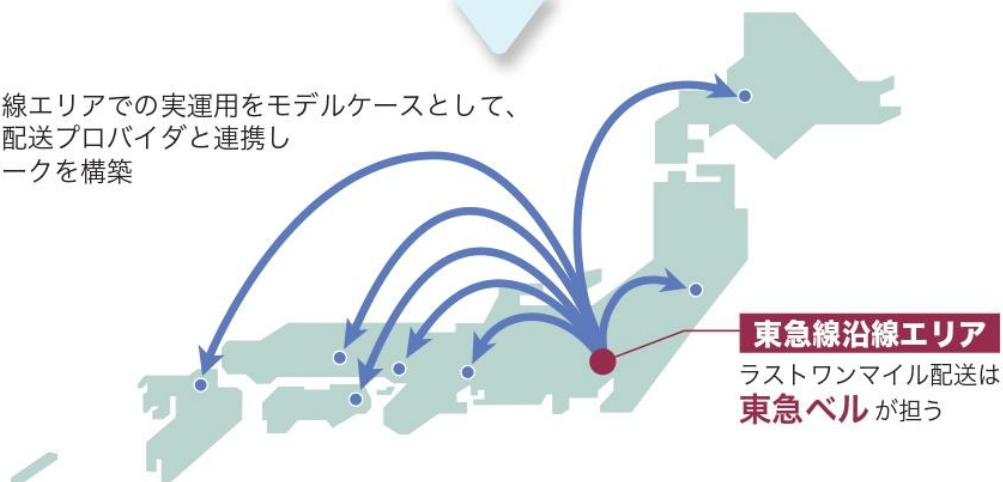 線エリアでの実運用をモデルケースとして、
配送プロバイダと連携し
ークを構築
東急線沿線エリア
ラストワンマイル配送は
東急ベル が担う